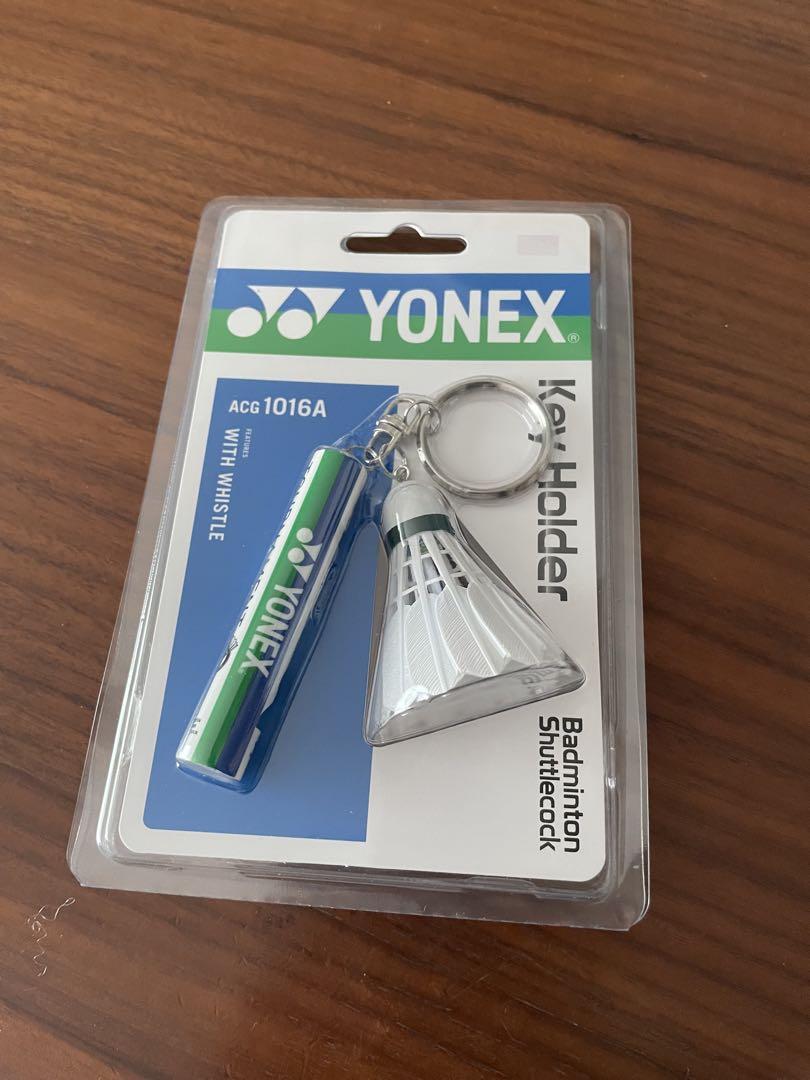 YONEX®
ACG 1016A
FEATURES
WITH WHISTLE
Key Holder
YONEX
Badminton
Shuttlecock